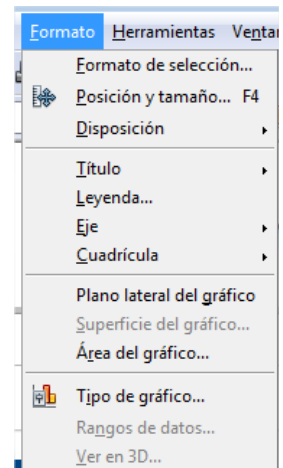 Formato Herramientas Venta
Formato de selección...
Posición y tamaño... F4
Disposición
Título
Leyenda...
Eje
Cuadrícula
Plano lateral del gráfico
Superficie del gráfico...
Área del gráfico...
Tipo de gráfico...
Rangos de datos...
Ver en 3D...